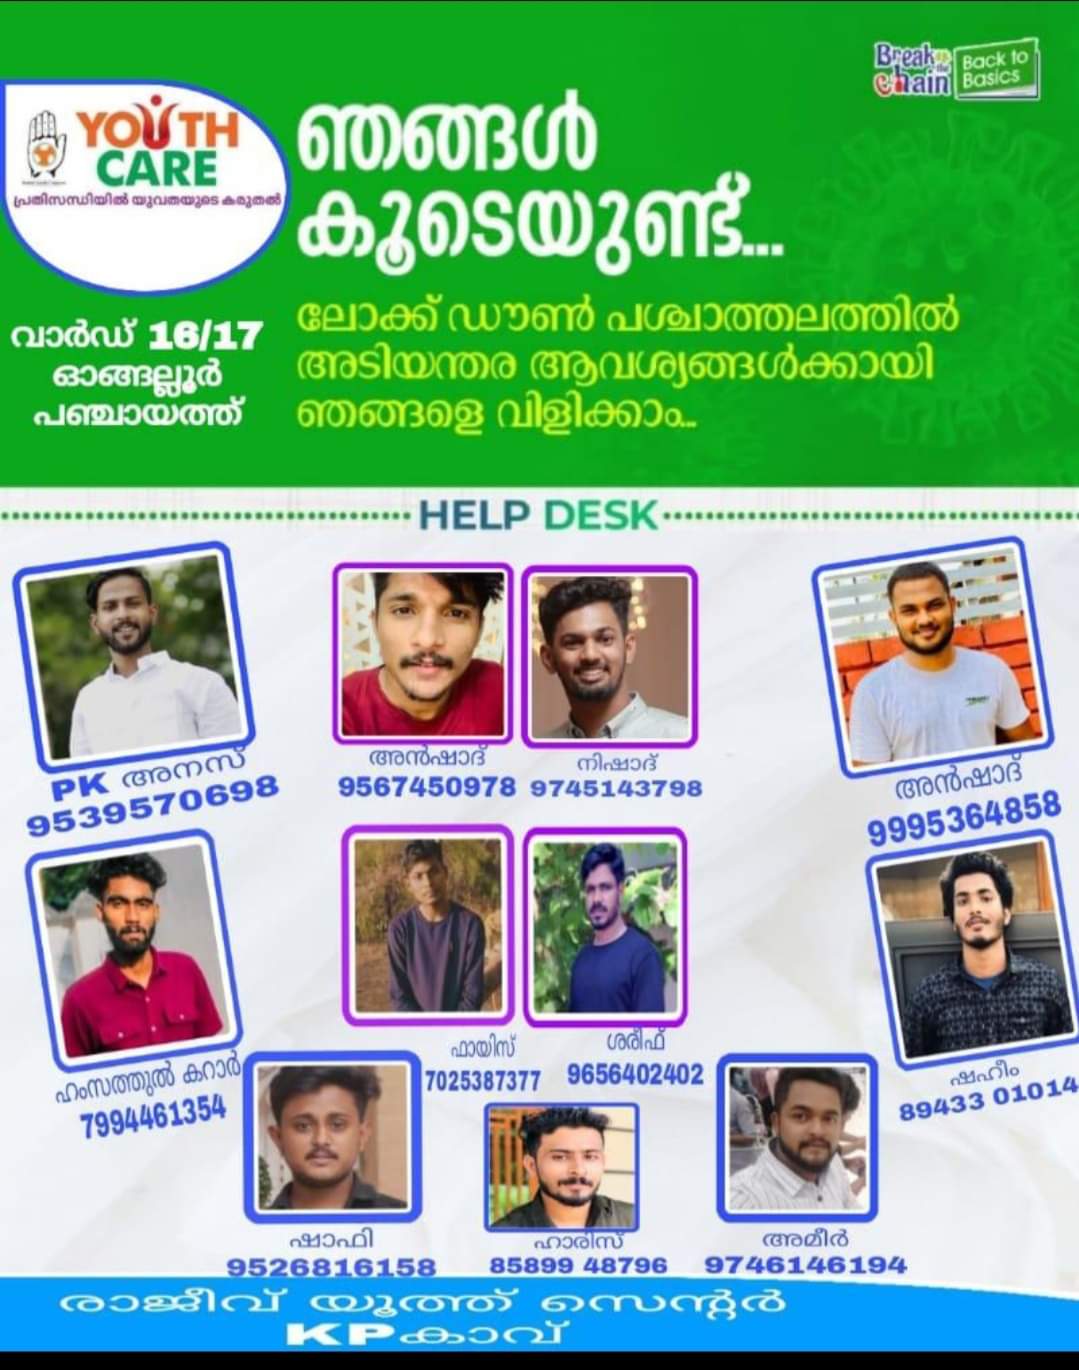 Break the Chain
Back to Basics
YOUTH
CARE
പ്രതിസന്ധിയിൽ യുവതയുടെ കരുതൽ
ഞങ്ങൾ
കൂടെയുണ്ട്...
വാർഡ് 16/17
ഓങ്ങല്ലൂർ
പഞ്ചായത്ത്
ലോക്ക് ഡൗൺ പശ്ചാത്തലത്തിൽ
അടിയന്തര ആവശ്യങ്ങൾക്കായി
ഞങ്ങളെ വിളിക്കാം...
HELP DESK
PK അനസ്
9539570698
അൻഷാദ്
9567450978
നിഷാദ്
9745143798
അൻഷാദ്
9995364858
ഹംസത്തുൽ കറാർ
7994461354
ഫായിസ്
7025387377
ശരീഫ്
9656402402
ഷഹീം
89433 01014
ഷാഫി
9526816158
ഹാരിസ്
85899 48796
അമീർ
9746146194
രാജീവ് യൂത്ത് സെന്റർ
KPകാവ്